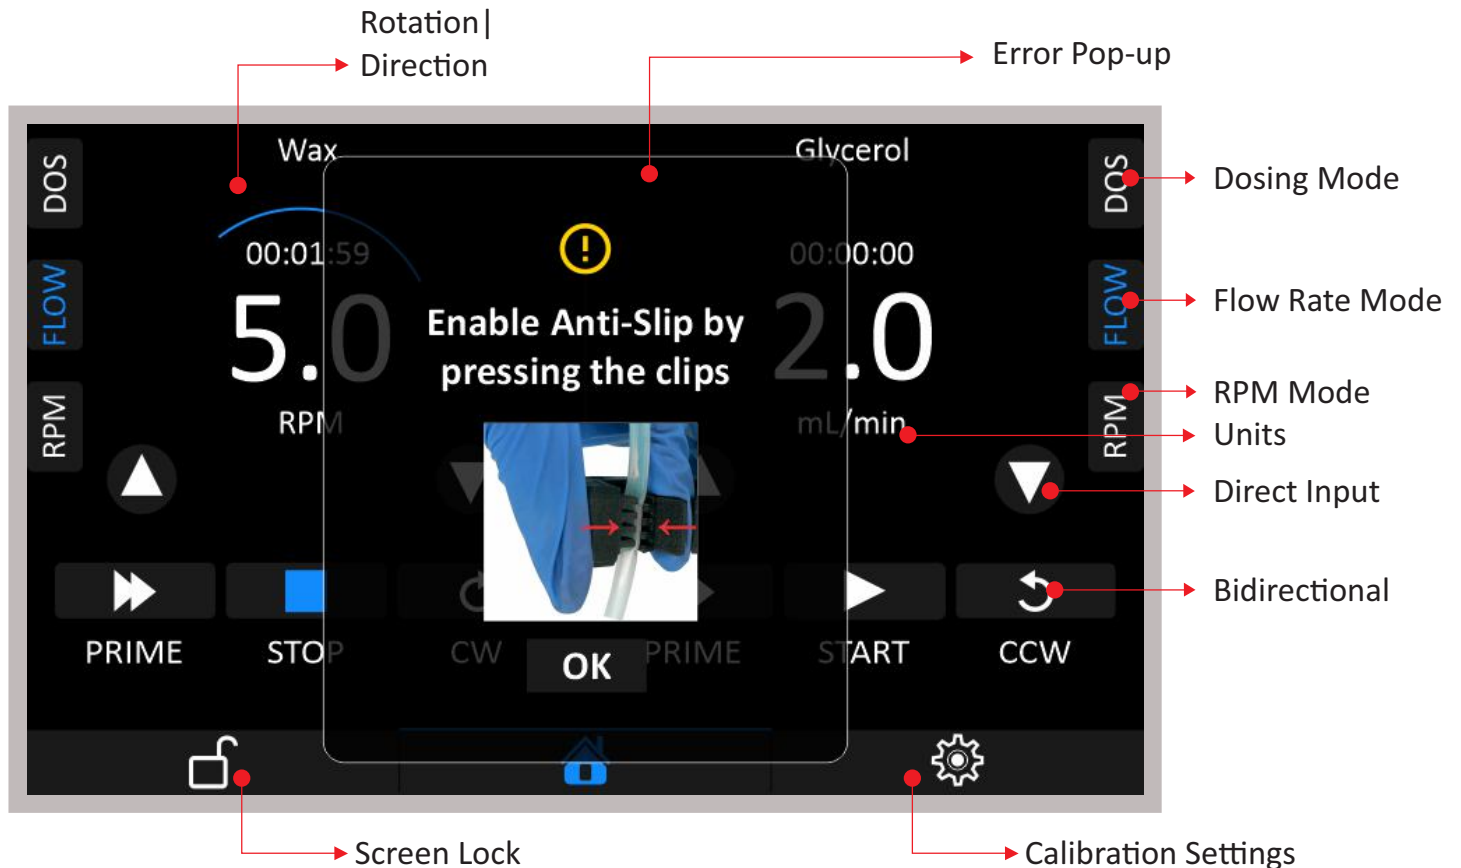 Rotation|
Direction
Error Pop-up
Wax
Glycerol
DOS
DOS
Dosing Mode
00:01:59
00:00:00
FLOW
FLOW
Flow Rate Mode
5.0
2.0
Enable Anti-Slip by
pressing the clips
RPM
RPM
mL/min
RPM
RPM Mode
Units
Direct Input
Bidirectional
PRIME
STOP
CW
OK
PRIME
START
CCW
Screen Lock
Calibration Settings